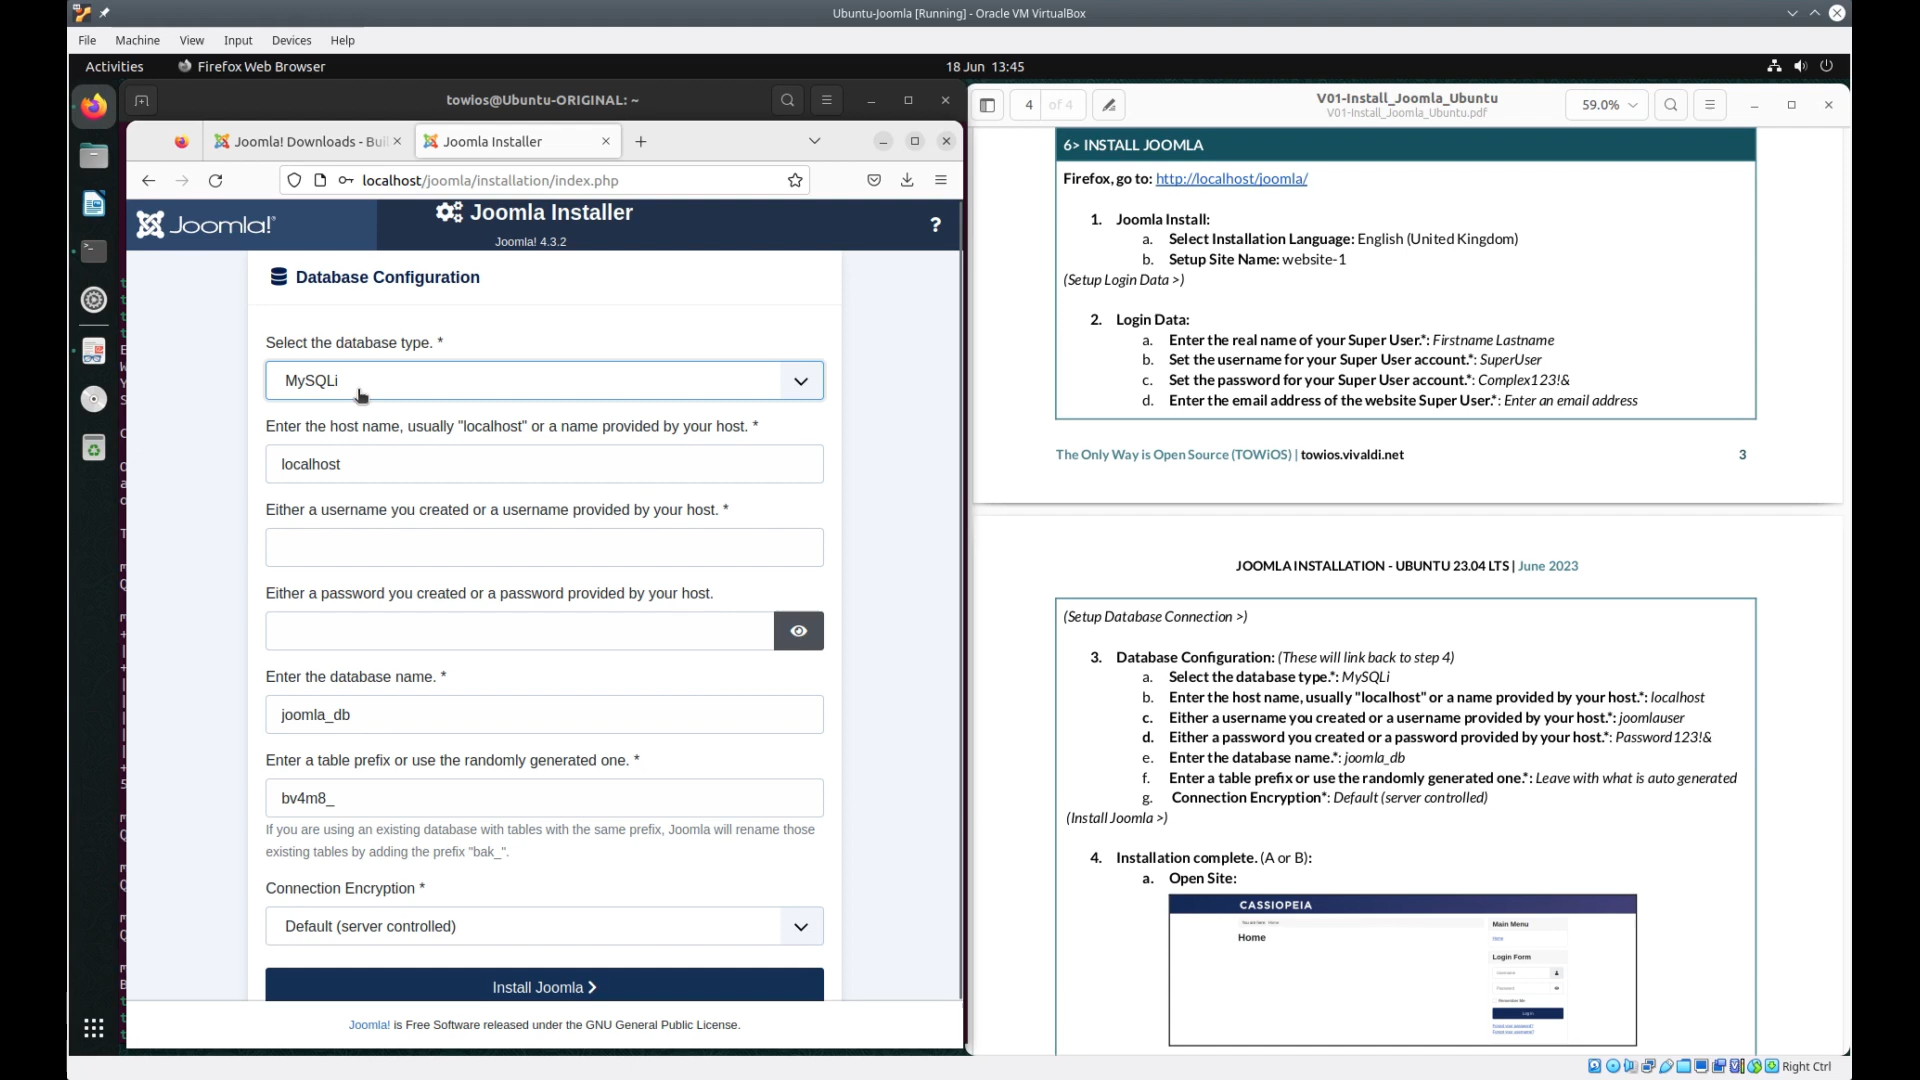 Ubuntu-Joomla [Running] - Oracle VM VirtualBox
File Machine View Input Devices Help
Activities Firefox Web Browser 18 Jun 13:45
towios@Ubuntu-ORIGINAL: ~
Joomla! Downloads - Buil
Joomla Installer
localhost/joomla/installation/index.php
Joomla!
Joomla Installer
Joomla! 4.3.2
?
Database Configuration
Select the database type. *
MySQLi
Enter the host name, usually "localhost" or a name provided by your host. *
localhost
Either a username you created or a username provided by your host. *
Either a password you created or a password provided by your host.
Enter the database name. *
joomla_db
Enter a table prefix or use the randomly generated one. *
bv4m8_
If you are using an existing database with tables with the same prefix, Joomla will rename those
existing tables by adding the prefix "bak_".
Connection Encryption *
Default (server controlled)
Install Joomla
Joomla! is Free Software released under the GNU General Public License.
4 of 4
V01-Install_Joomla_Ubuntu
V01-Install_Joomla_Ubuntu.pdf
59.0%
6> INSTALL JOOMLA
Firefox, go to: http://localhost/joomla/
1. Joomla Install:
a. Select Installation Language: English (United Kingdom)
b. Setup Site Name: website-1
(Setup Login Data >)
2. Login Data:
a. Enter the real name of your Super User.*: Firstname Lastname
b. Set the username for your Super User account.*: SuperUser
c. Set the password for your Super User account.*: Complex123!&
d. Enter the email address of the website Super User.*: Enter an email address
The Only Way is Open Source (TOWiOS) | towios.vivaldi.net 3
JOOMLA INSTALLATION - UBUNTU 23.04 LTS | June 2023
(Setup Database Connection >)
3. Database Configuration: (These will link back to step 4)
a. Select the database type.*: MySQLi
b. Enter the host name, usually "localhost" or a name provided by your host.*: localhost
c. Either a username you created or a username provided by your host.*: joomlauser
d. Either a password you created or a password provided by your host.*: Password123!&
e. Enter the database name.*: joomla_db
f. Enter a table prefix or use the randomly generated one.*: Leave with what is auto generated
g. Connection Encryption*: Default (server controlled)
(Install Joomla >)
4. Installation complete. (A or B):
a. Open Site:
CASSIOPEIA
Home
Main Menu
Login Form
Right Ctrl